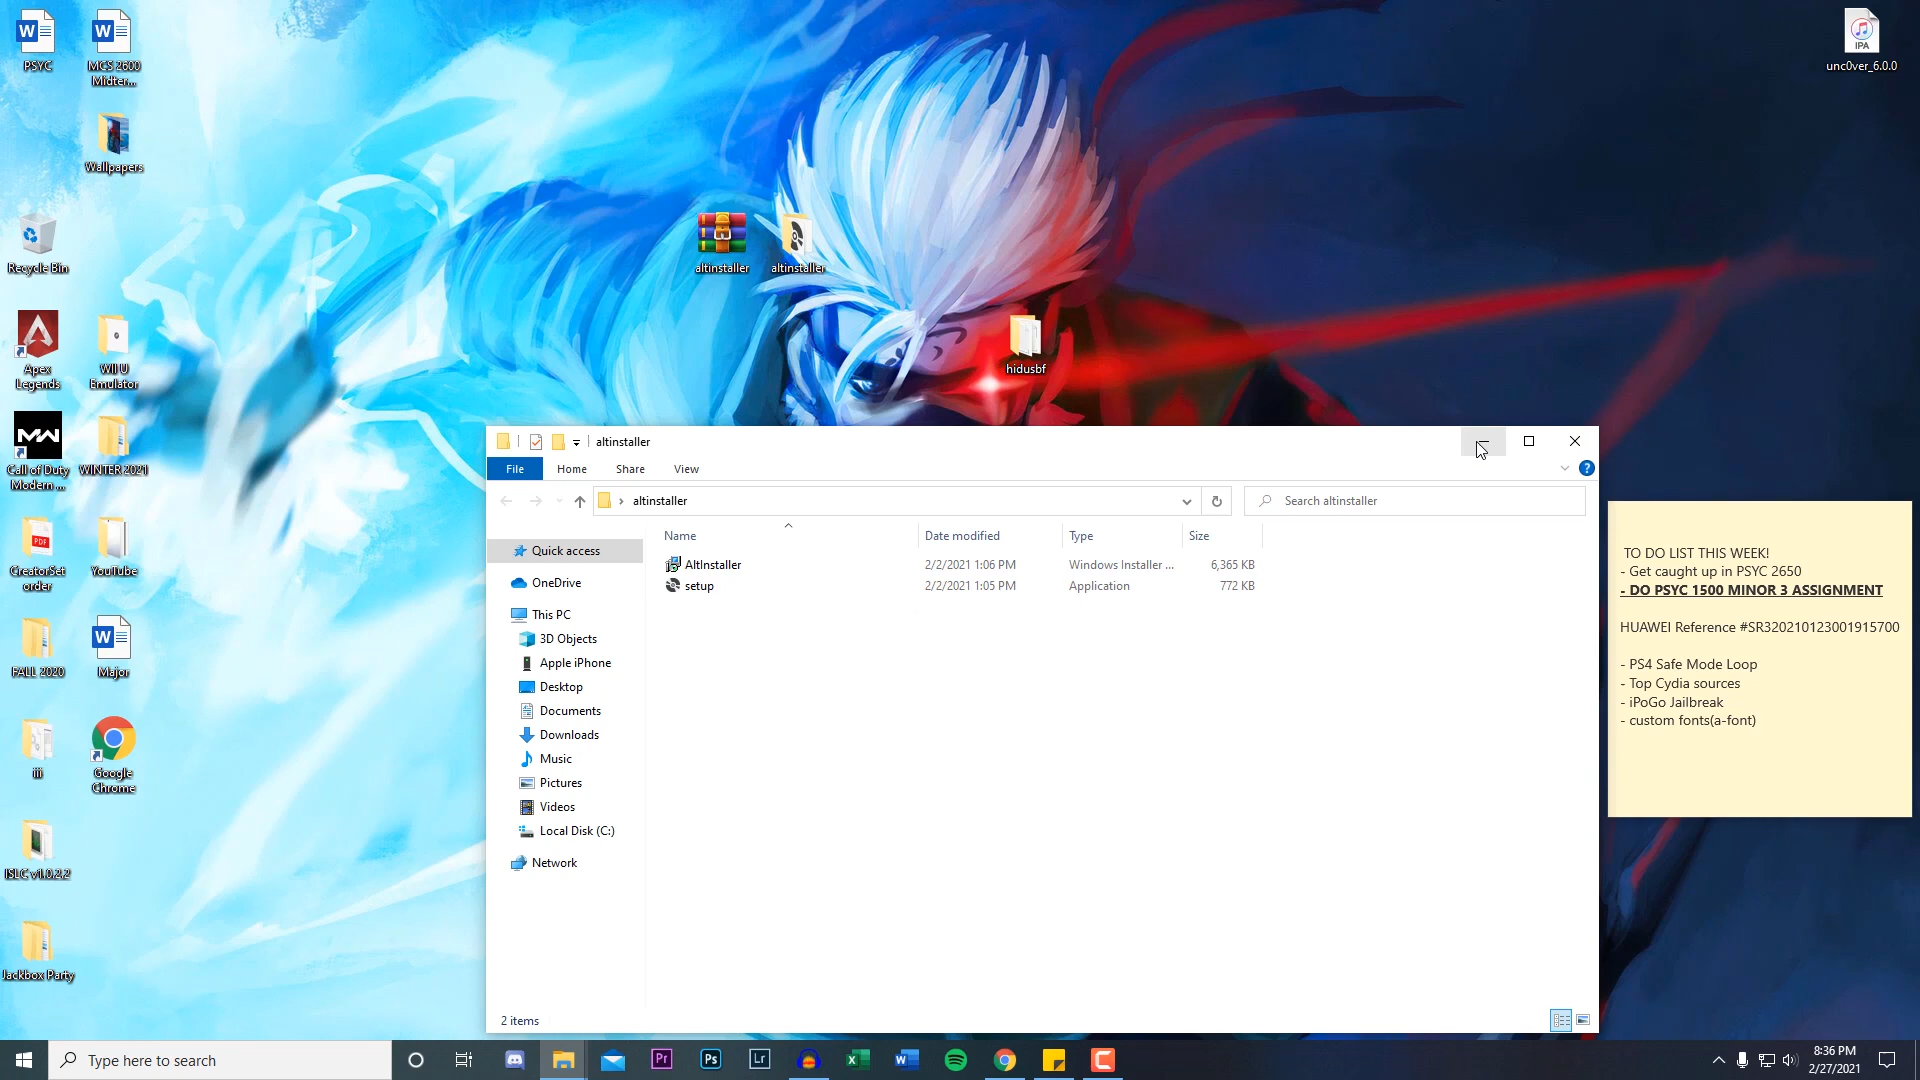 PSYC
MCS 2600
Midter...
Wallpapers
Recycle Bin
Apex
Legends
WII U
Emulator
Call of Duty
Modern ...
WINTER 2021
CreatorSet
order
YouTube
FALL 2020
Major
iii
Google
Chrome
ISLC v1.0.2.2
Jackbox Party
altinstaller
altinstaller
hidusbf
IPA
unc0ver_6.0.0
altinstaller
File
Home
Share
View
altinstaller
Search altinstaller
Name
Date modified
Type
Size
AltInstaller
2/2/2021 1:06 PM
Windows Installer ...
6,365 KB
setup
2/2/2021 1:05 PM
Application
772 KB
Quick access
OneDrive
This PC
3D Objects
Apple iPhone
Desktop
Documents
Downloads
Music
Pictures
Videos
Local Disk (C:)
Network
2 items
TO DO LIST THIS WEEK!
- Get caught up in PSYC 2650
- DO PSYC 1500 MINOR 3 ASSIGNMENT
HUAWEI Reference #SR320210123001915700
- PS4 Safe Mode Loop
- Top Cydia sources
- iPoGo Jailbreak
- custom fonts(a-font)
Type here to search
Pr
Ps
Lr
8:36 PM
2/27/2021